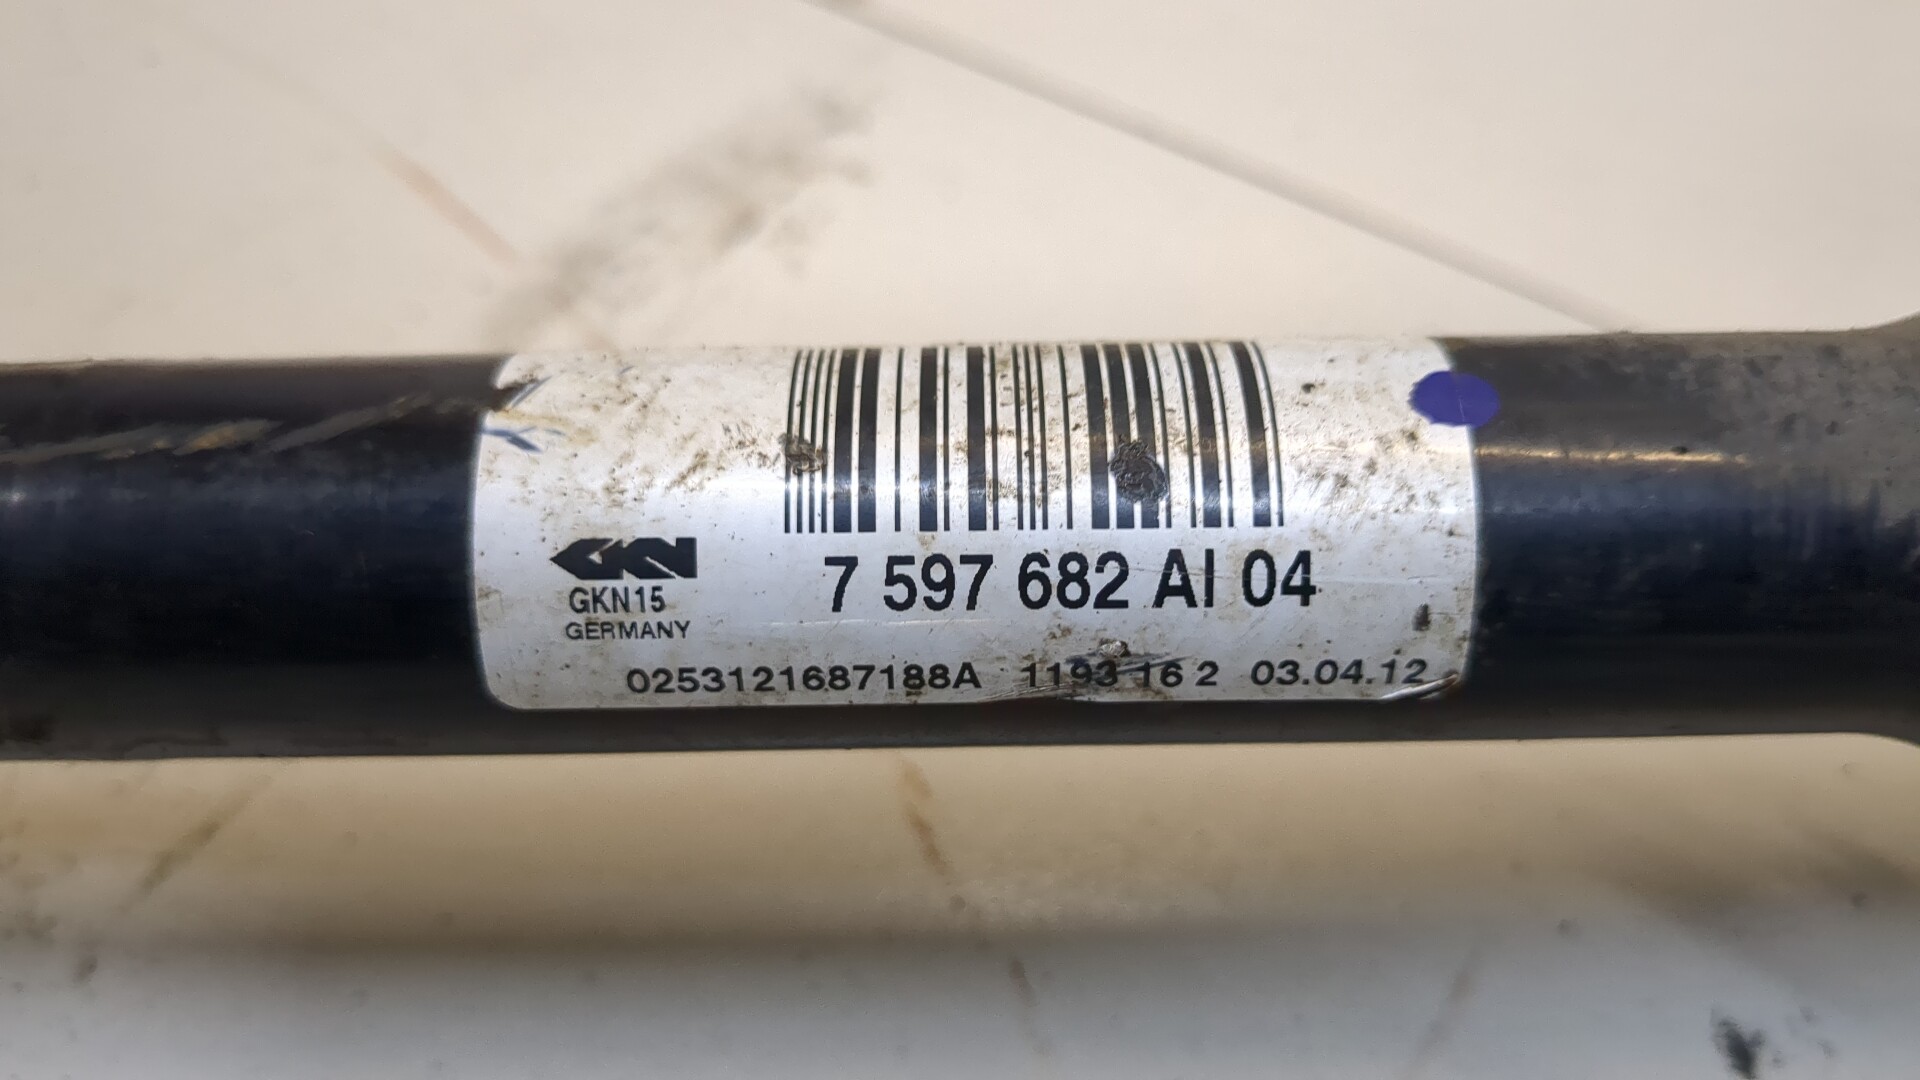 GKN
7 597 682 AI 04
GKN15
GERMANY
0253121687188A 1193 16 2 03.04.12